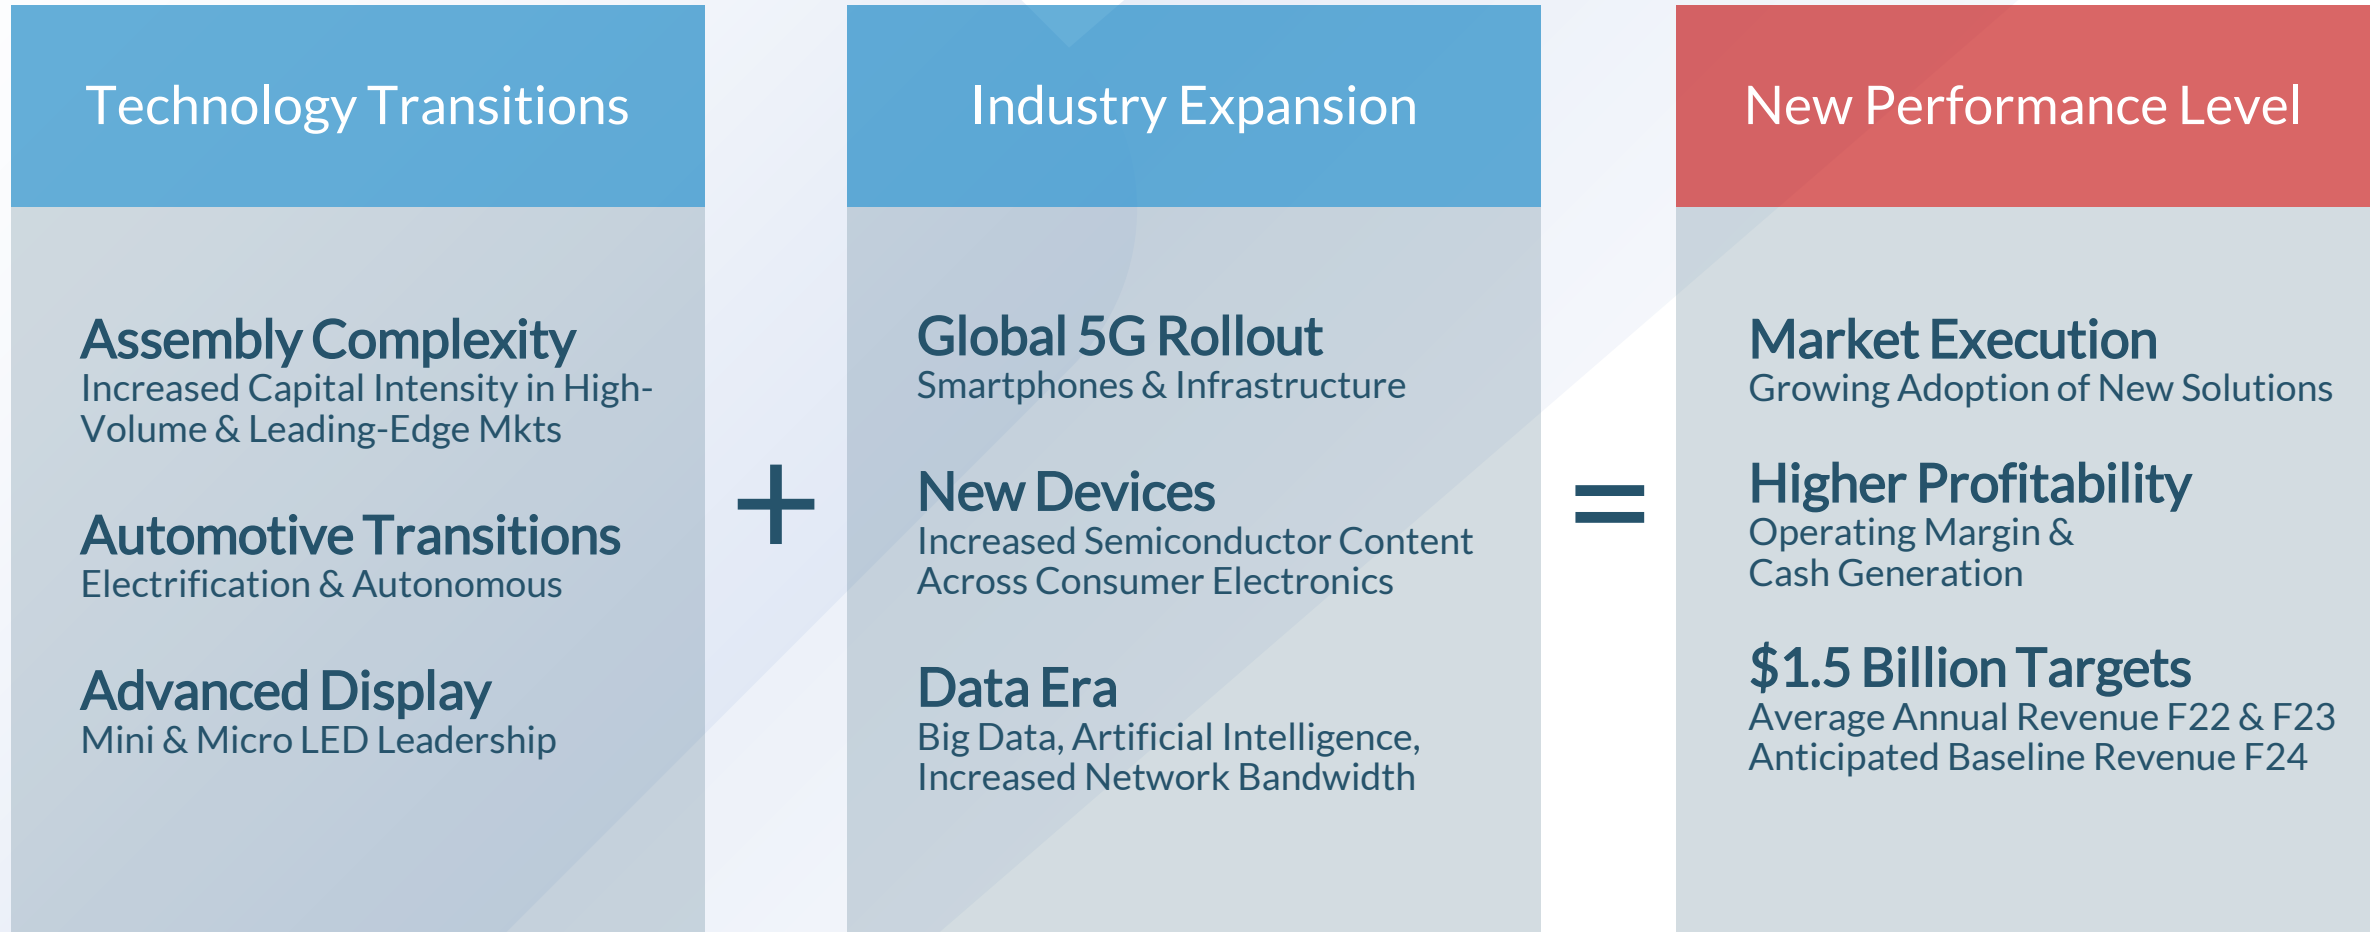 Technology Transitions
Assembly Complexity
Increased Capital Intensity in High-
Volume & Leading-Edge Mkts
Automotive Transitions
Electrification & Autonomous
Advanced Display
Mini & Micro LED Leadership
+
Industry Expansion
Global 5G Rollout
Smartphones & Infrastructure
New Devices
Increased Semiconductor Content
Across Consumer Electronics
Data Era
Big Data, Artificial Intelligence,
Increased Network Bandwidth
=
New Performance Level
Market Execution
Growing Adoption of New Solutions
Higher Profitability
Operating Margin &
Cash Generation
$1.5 Billion Targets
Average Annual Revenue F22 & F23
Anticipated Baseline Revenue F24